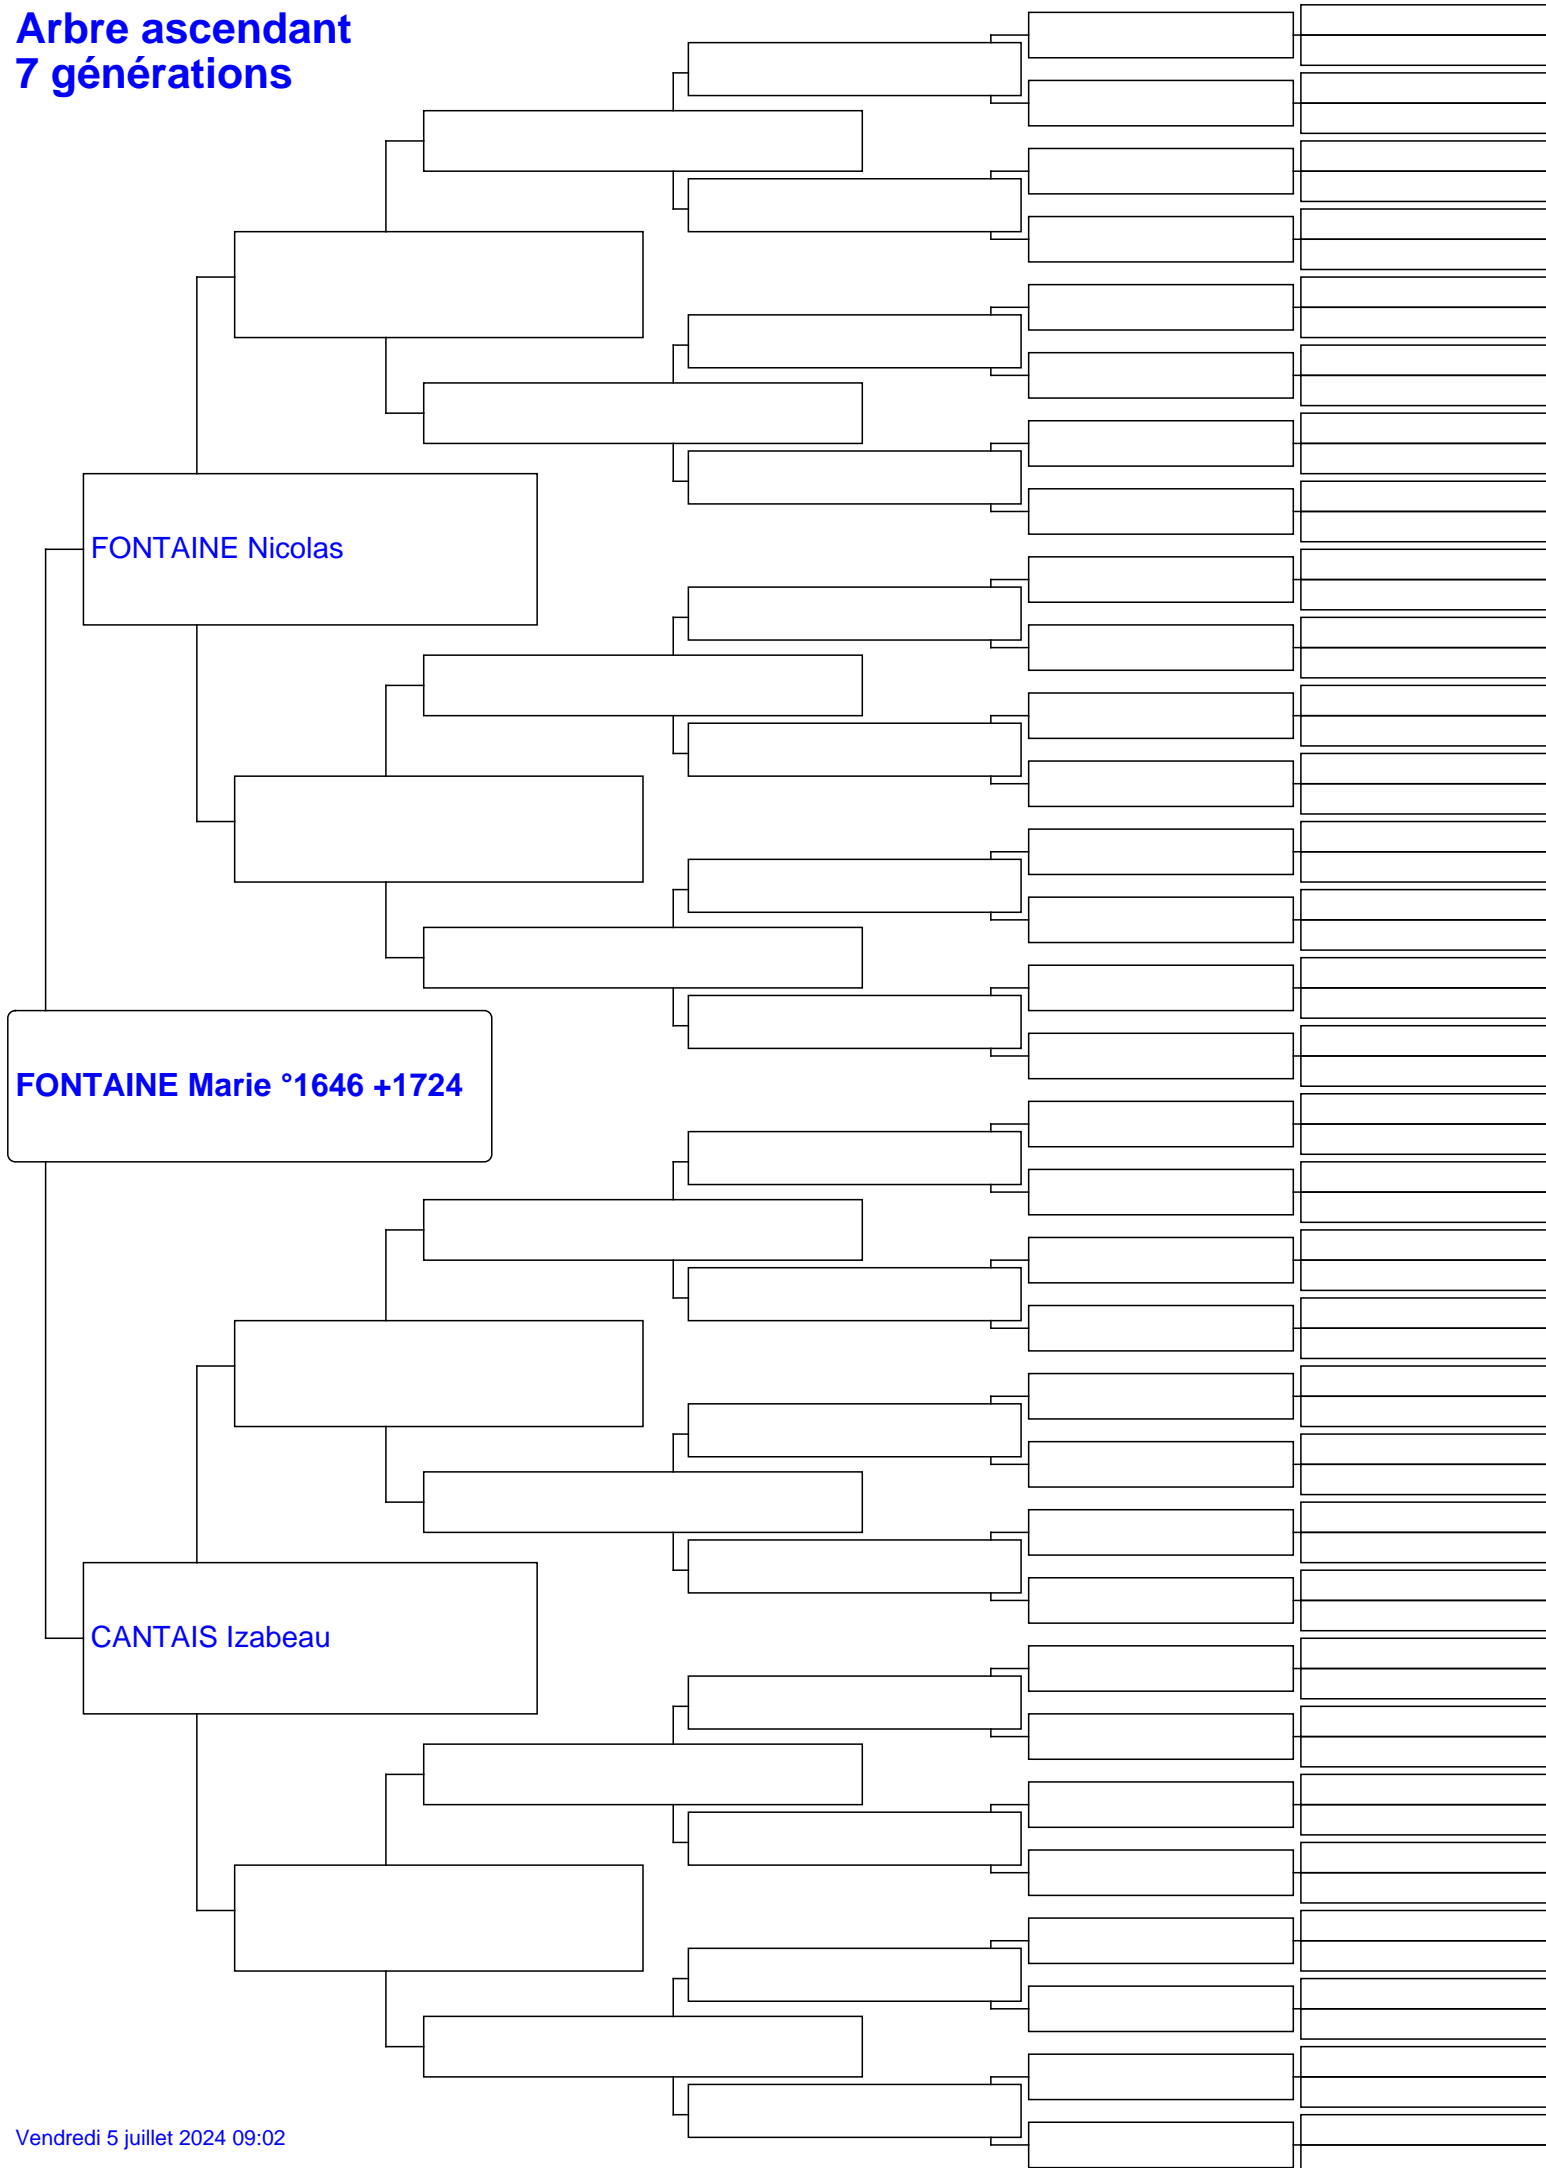 Arbre ascendant
7 générations
FONTAINE Nicolas
FONTAINE Marie °1646 +1724
CANTAIS Izabeau
Vendredi 5 juillet 2024 09:02